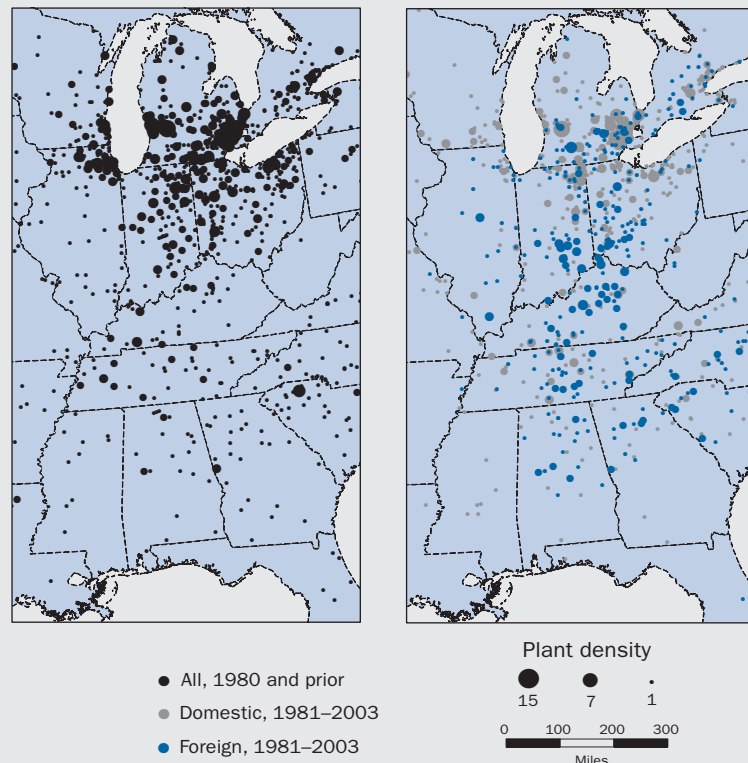 All, 1980 and prior
Domestic, 1981–2003
Foreign, 1981–2003
Plant density
15 7 1
0 100 200 300
Miles